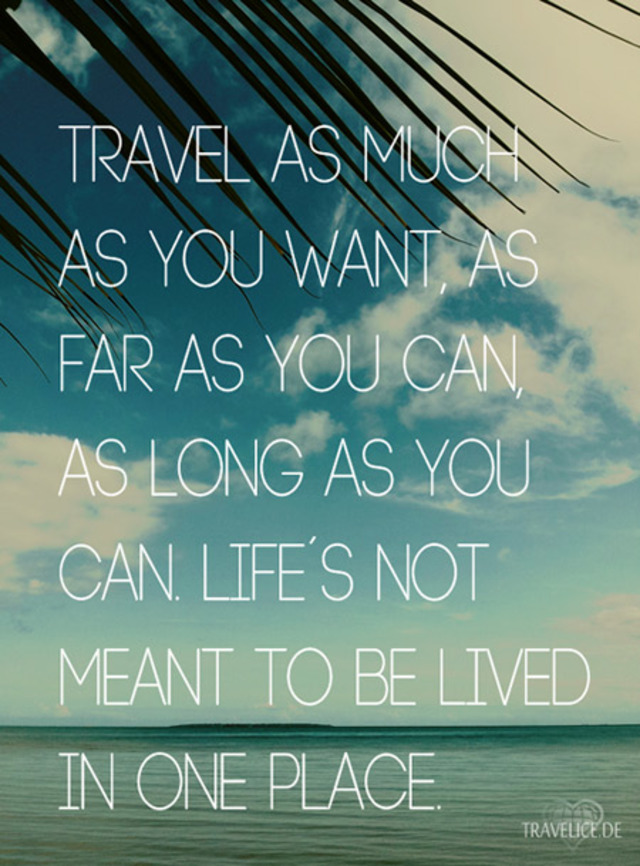 TRAVEL AS MUCH
AS YOU WANT, AS
FAR AS YOU CAN,
AS LONG AS YOU
CAN. LIFE´S NOT
MEANT TO BE LIVED
IN ONE PLACE.
TRAVELICE.DE